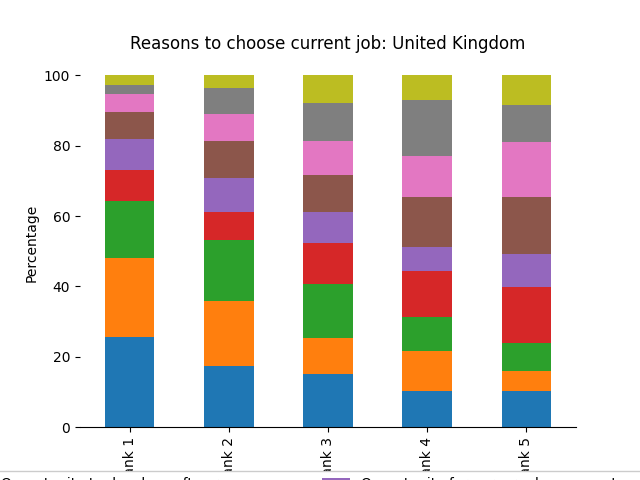 Reasons to choose current job: United Kingdom
100
80
60
40
20
0
Percentage
ank 1
ank 2
ank 3
ank 4
ank 5